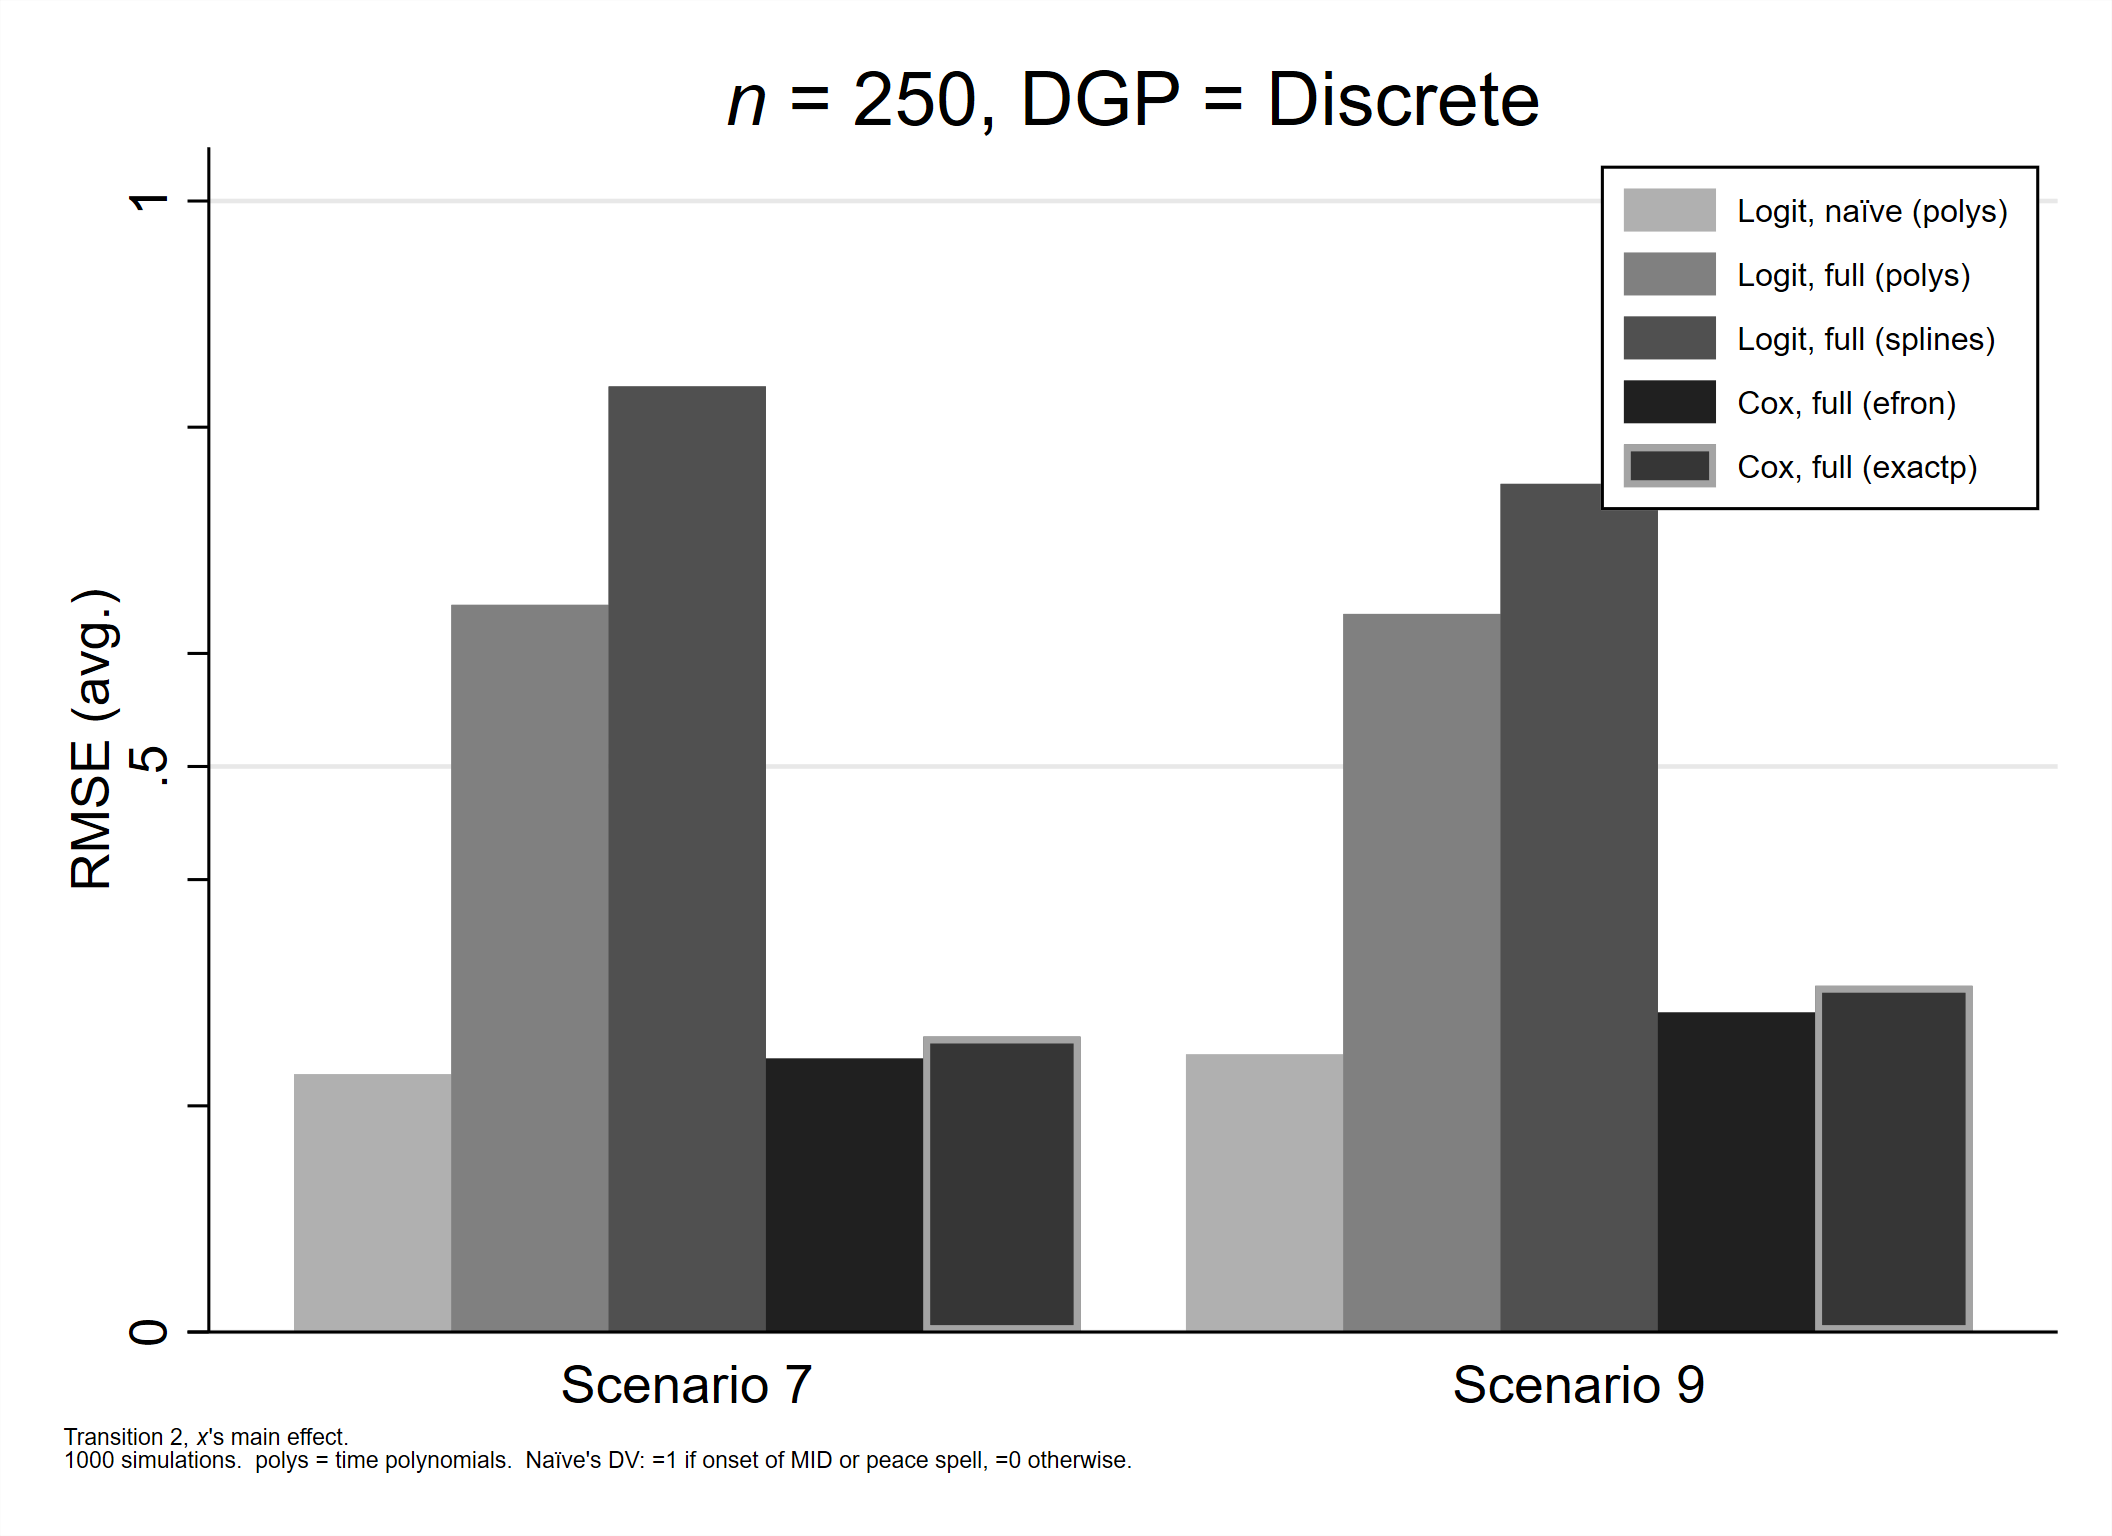 n = 250, DGP = Discrete
1
.5
0
RMSE (avg.)
Logit, naïve (polys)
Logit, full (polys)
Logit, full (splines)
Cox, full (efron)
Cox, full (exactp)
Scenario 7
Scenario 9
Transition 2, x's main effect.
1000 simulations.  polys = time polynomials.  Naïve's DV: =1 if onset of MID or peace spell, =0 otherwise.